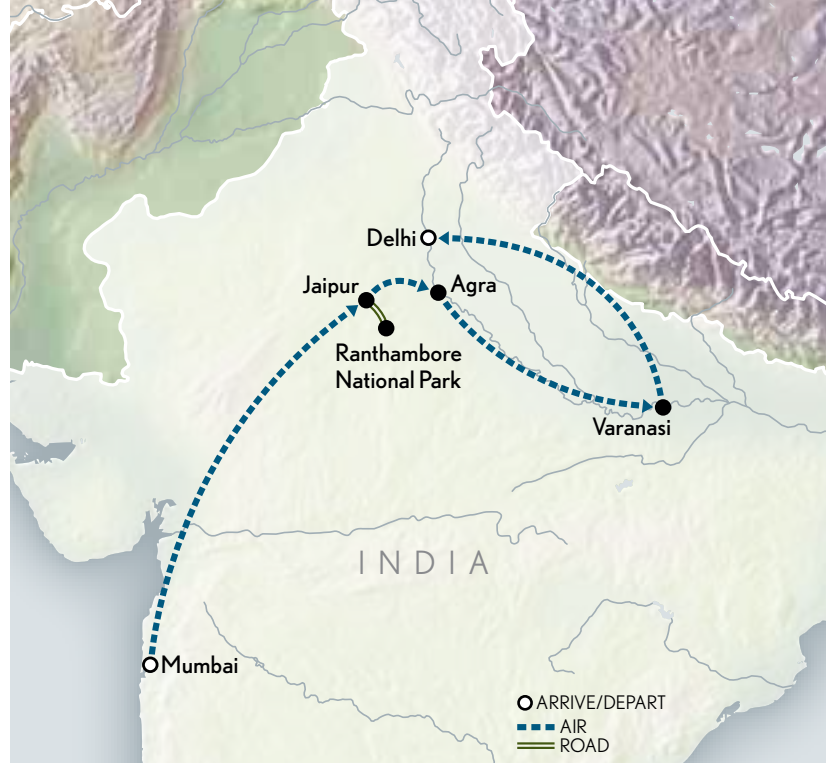 Delhi
Jaipur
Agra
Ranthambore
National Park
Varanasi
INDIA
Mumbai
ARRIVE/DEPART
AIR
ROAD